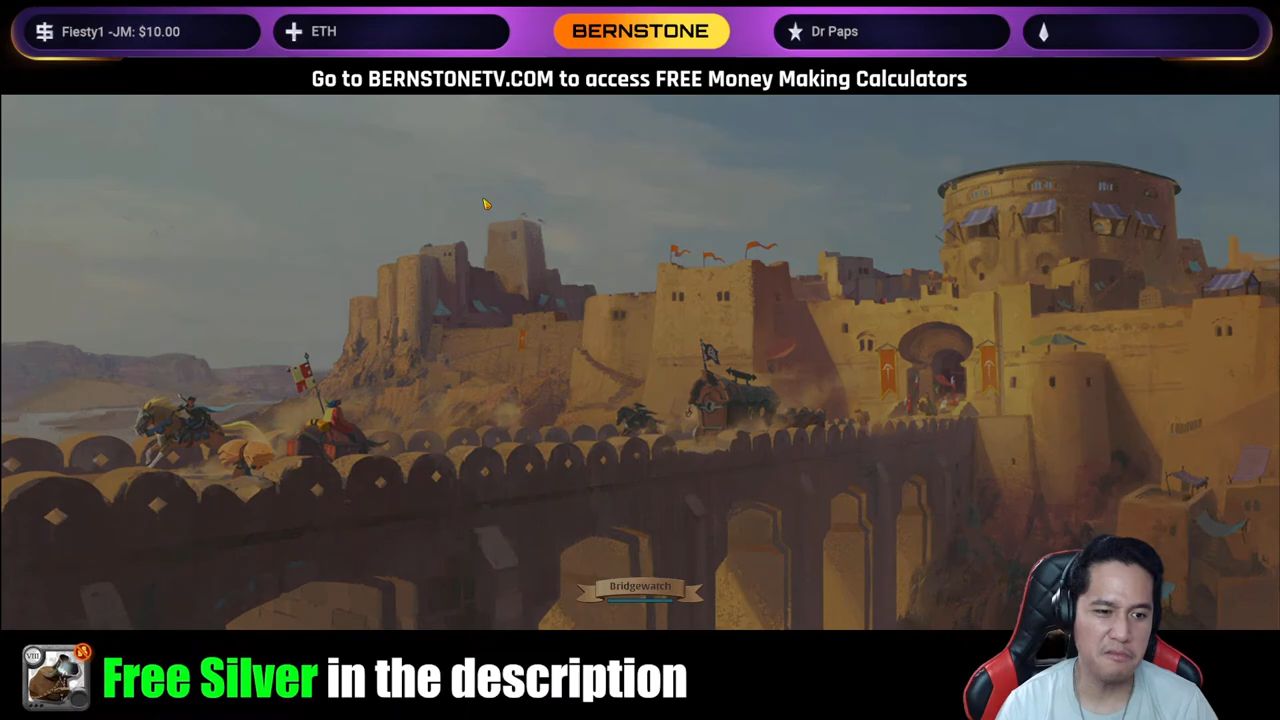 Fiesty1 -JM: $10.00
ETH
BERNSTONE
Dr Paps
Go to BERNSTONETV.COM to access FREE Money Making Calculators
Bridgewatch
VIII
Free Silver in the description